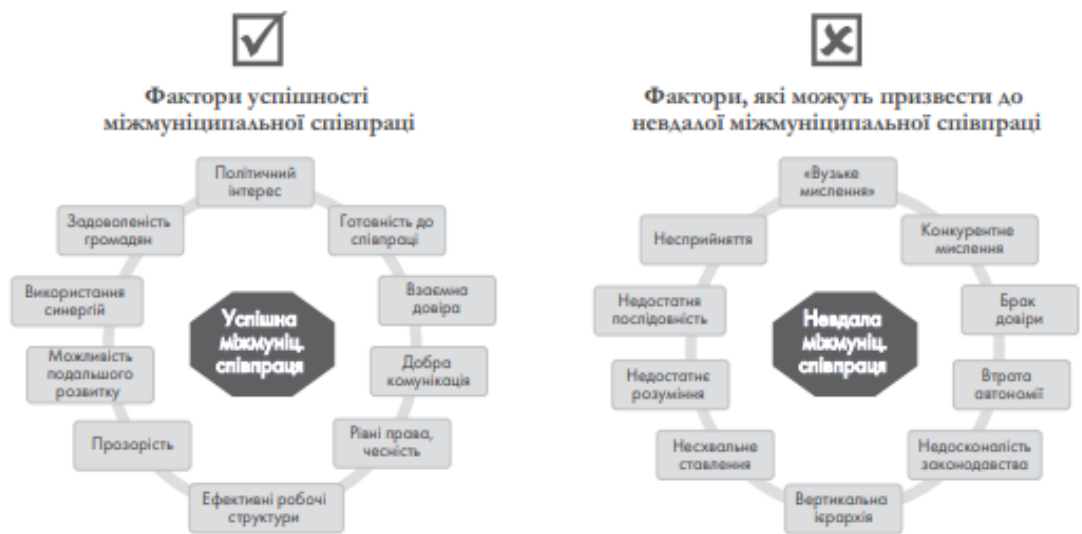 Фактори успішності
міжмуніципальної співпраці
Політичний
інтерес
Готовність до
співпраці
Взаємна
довіра
Добра
комунікація
Рівні права,
чесність
Ефективні робочі
структури
Прозорість
Можливість
подальшого
розвитку
Використання
синергій
Задоволеність
громадян
Успішна
міжмуніц.
співпраця
Фактори, які можуть призвести до
невдалої міжмуніципальної співпраці
«Вузьке
мислення»
Конкурентне
мислення
Брак
довіри
Втрата
автономії
Недосконалість
законодавства
Вертикальна
ієрархія
Несхвальне
ставлення
Недостатнє
розуміння
Недостатня
послідовність
Несприйняття
Невдала
міжмуніц.
співпраця